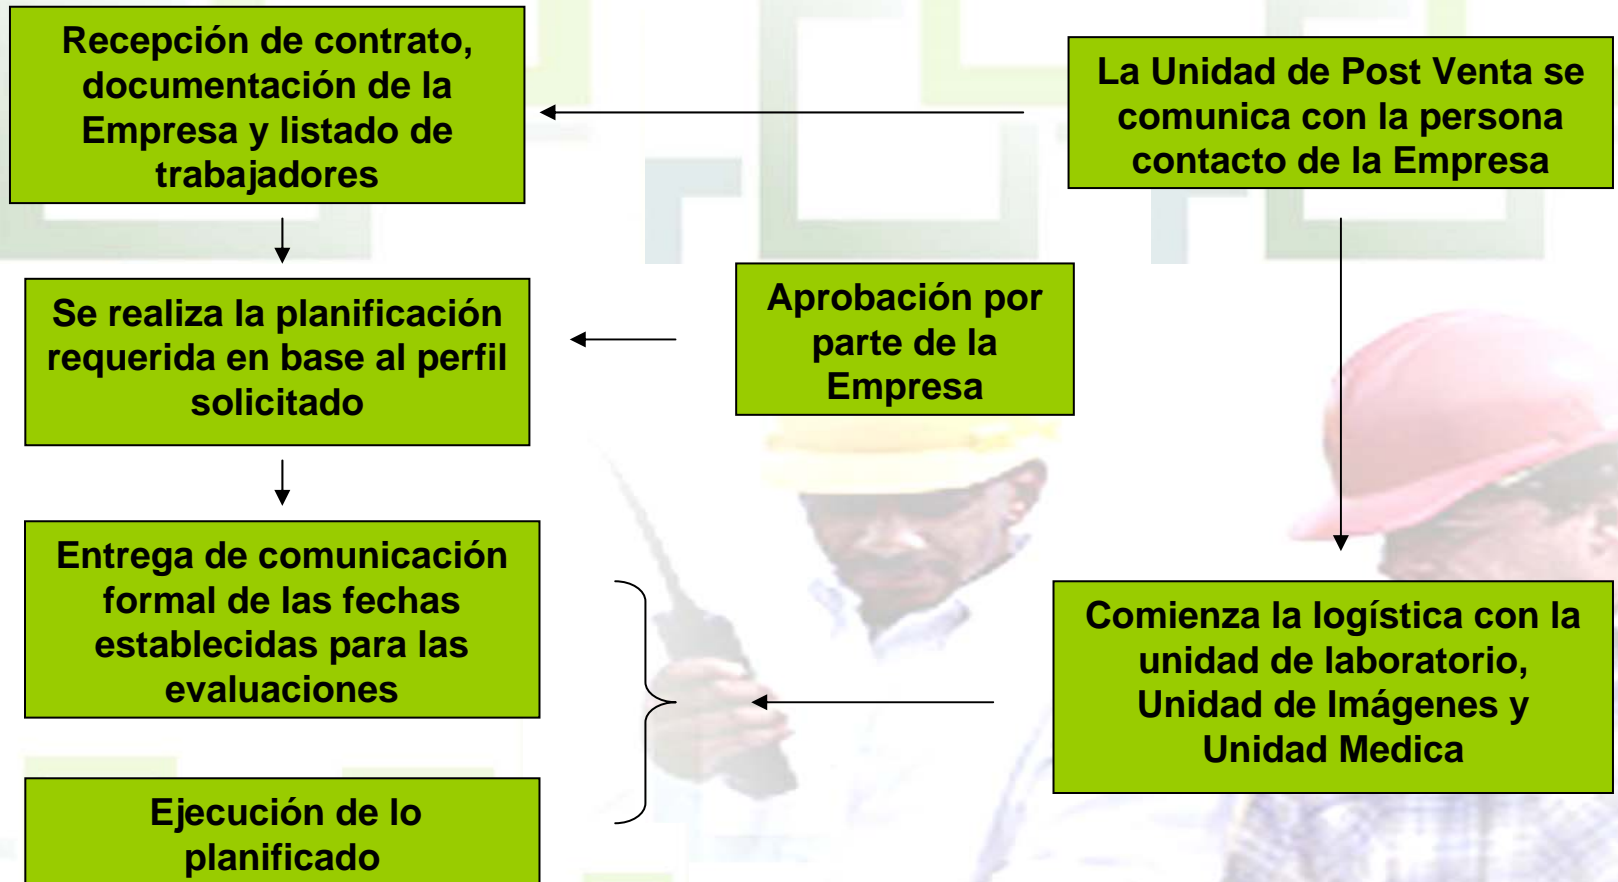 Recepción de contrato,
documentación de la
Empresa y listado de
trabajadores
La Unidad de Post Venta se
comunica con la persona
contacto de la Empresa
Se realiza la planificación
requerida en base al perfil
solicitado
Aprobación por
parte de la
Empresa
Entrega de comunicación
formal de las fechas
establecidas para las
evaluaciones
Comienza la logística con la
unidad de laboratorio,
Unidad de Imágenes y
Unidad Medica
Ejecución de lo
planificado